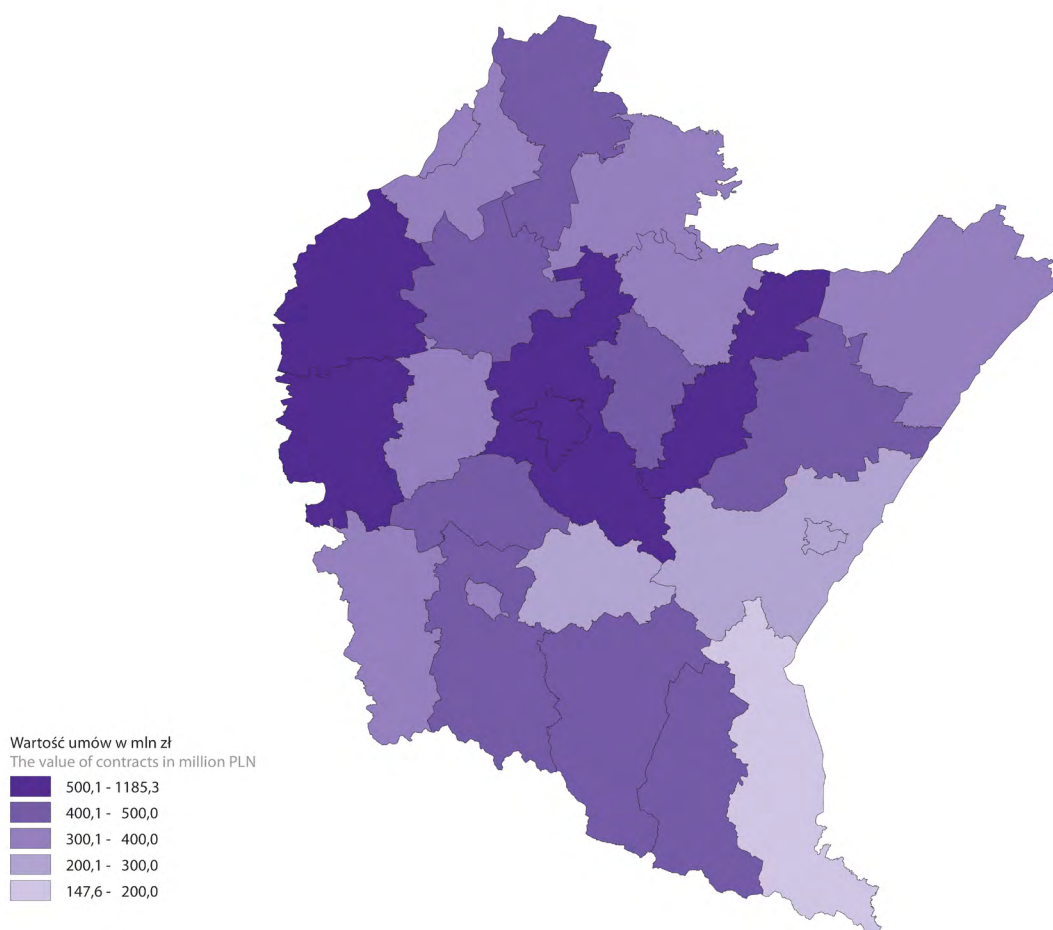 Wartość umów w mln zł
The value of contracts in million PLN
500,1 - 1185,3
400,1 - 500,0
300,1 - 400,0
200,1 - 300,0
147,6 - 200,0